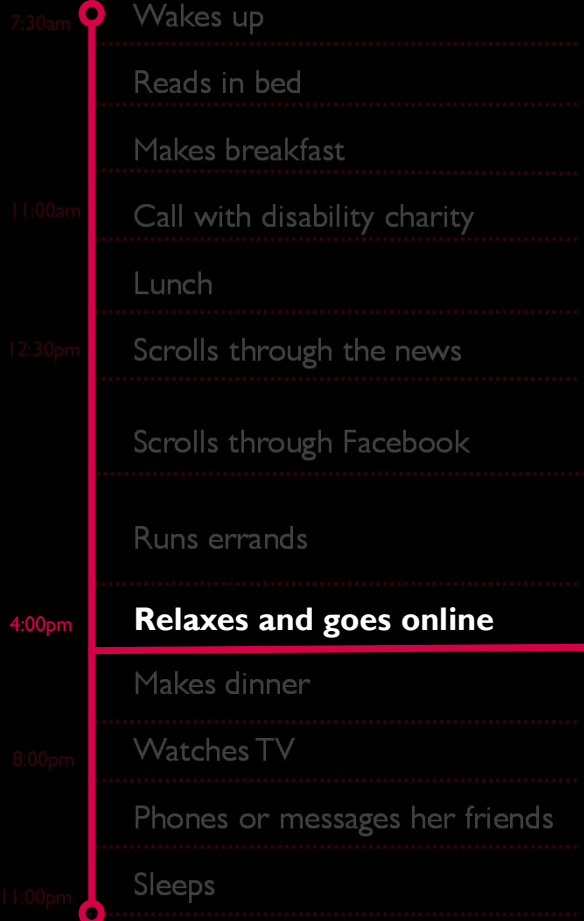 7:30am Wakes up
Reads in bed
Makes breakfast
11:00am Call with disability charity
Lunch
12:30pm Scrolls through the news
Scrolls through Facebook
Runs errands
4:00pm Relaxes and goes online
Makes dinner
8:00pm Watches TV
Phones or messages her friends
11:00pm Sleeps